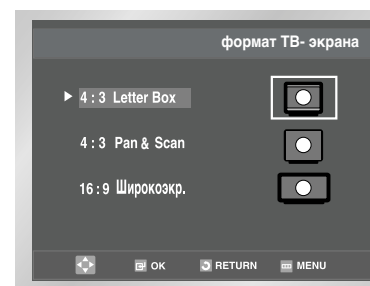 формат ТВ- экрана
4 : 3 Letter Box
4 : 3 Pan & Scan
16 : 9 Широкоэкр.
OK RETURN MENU